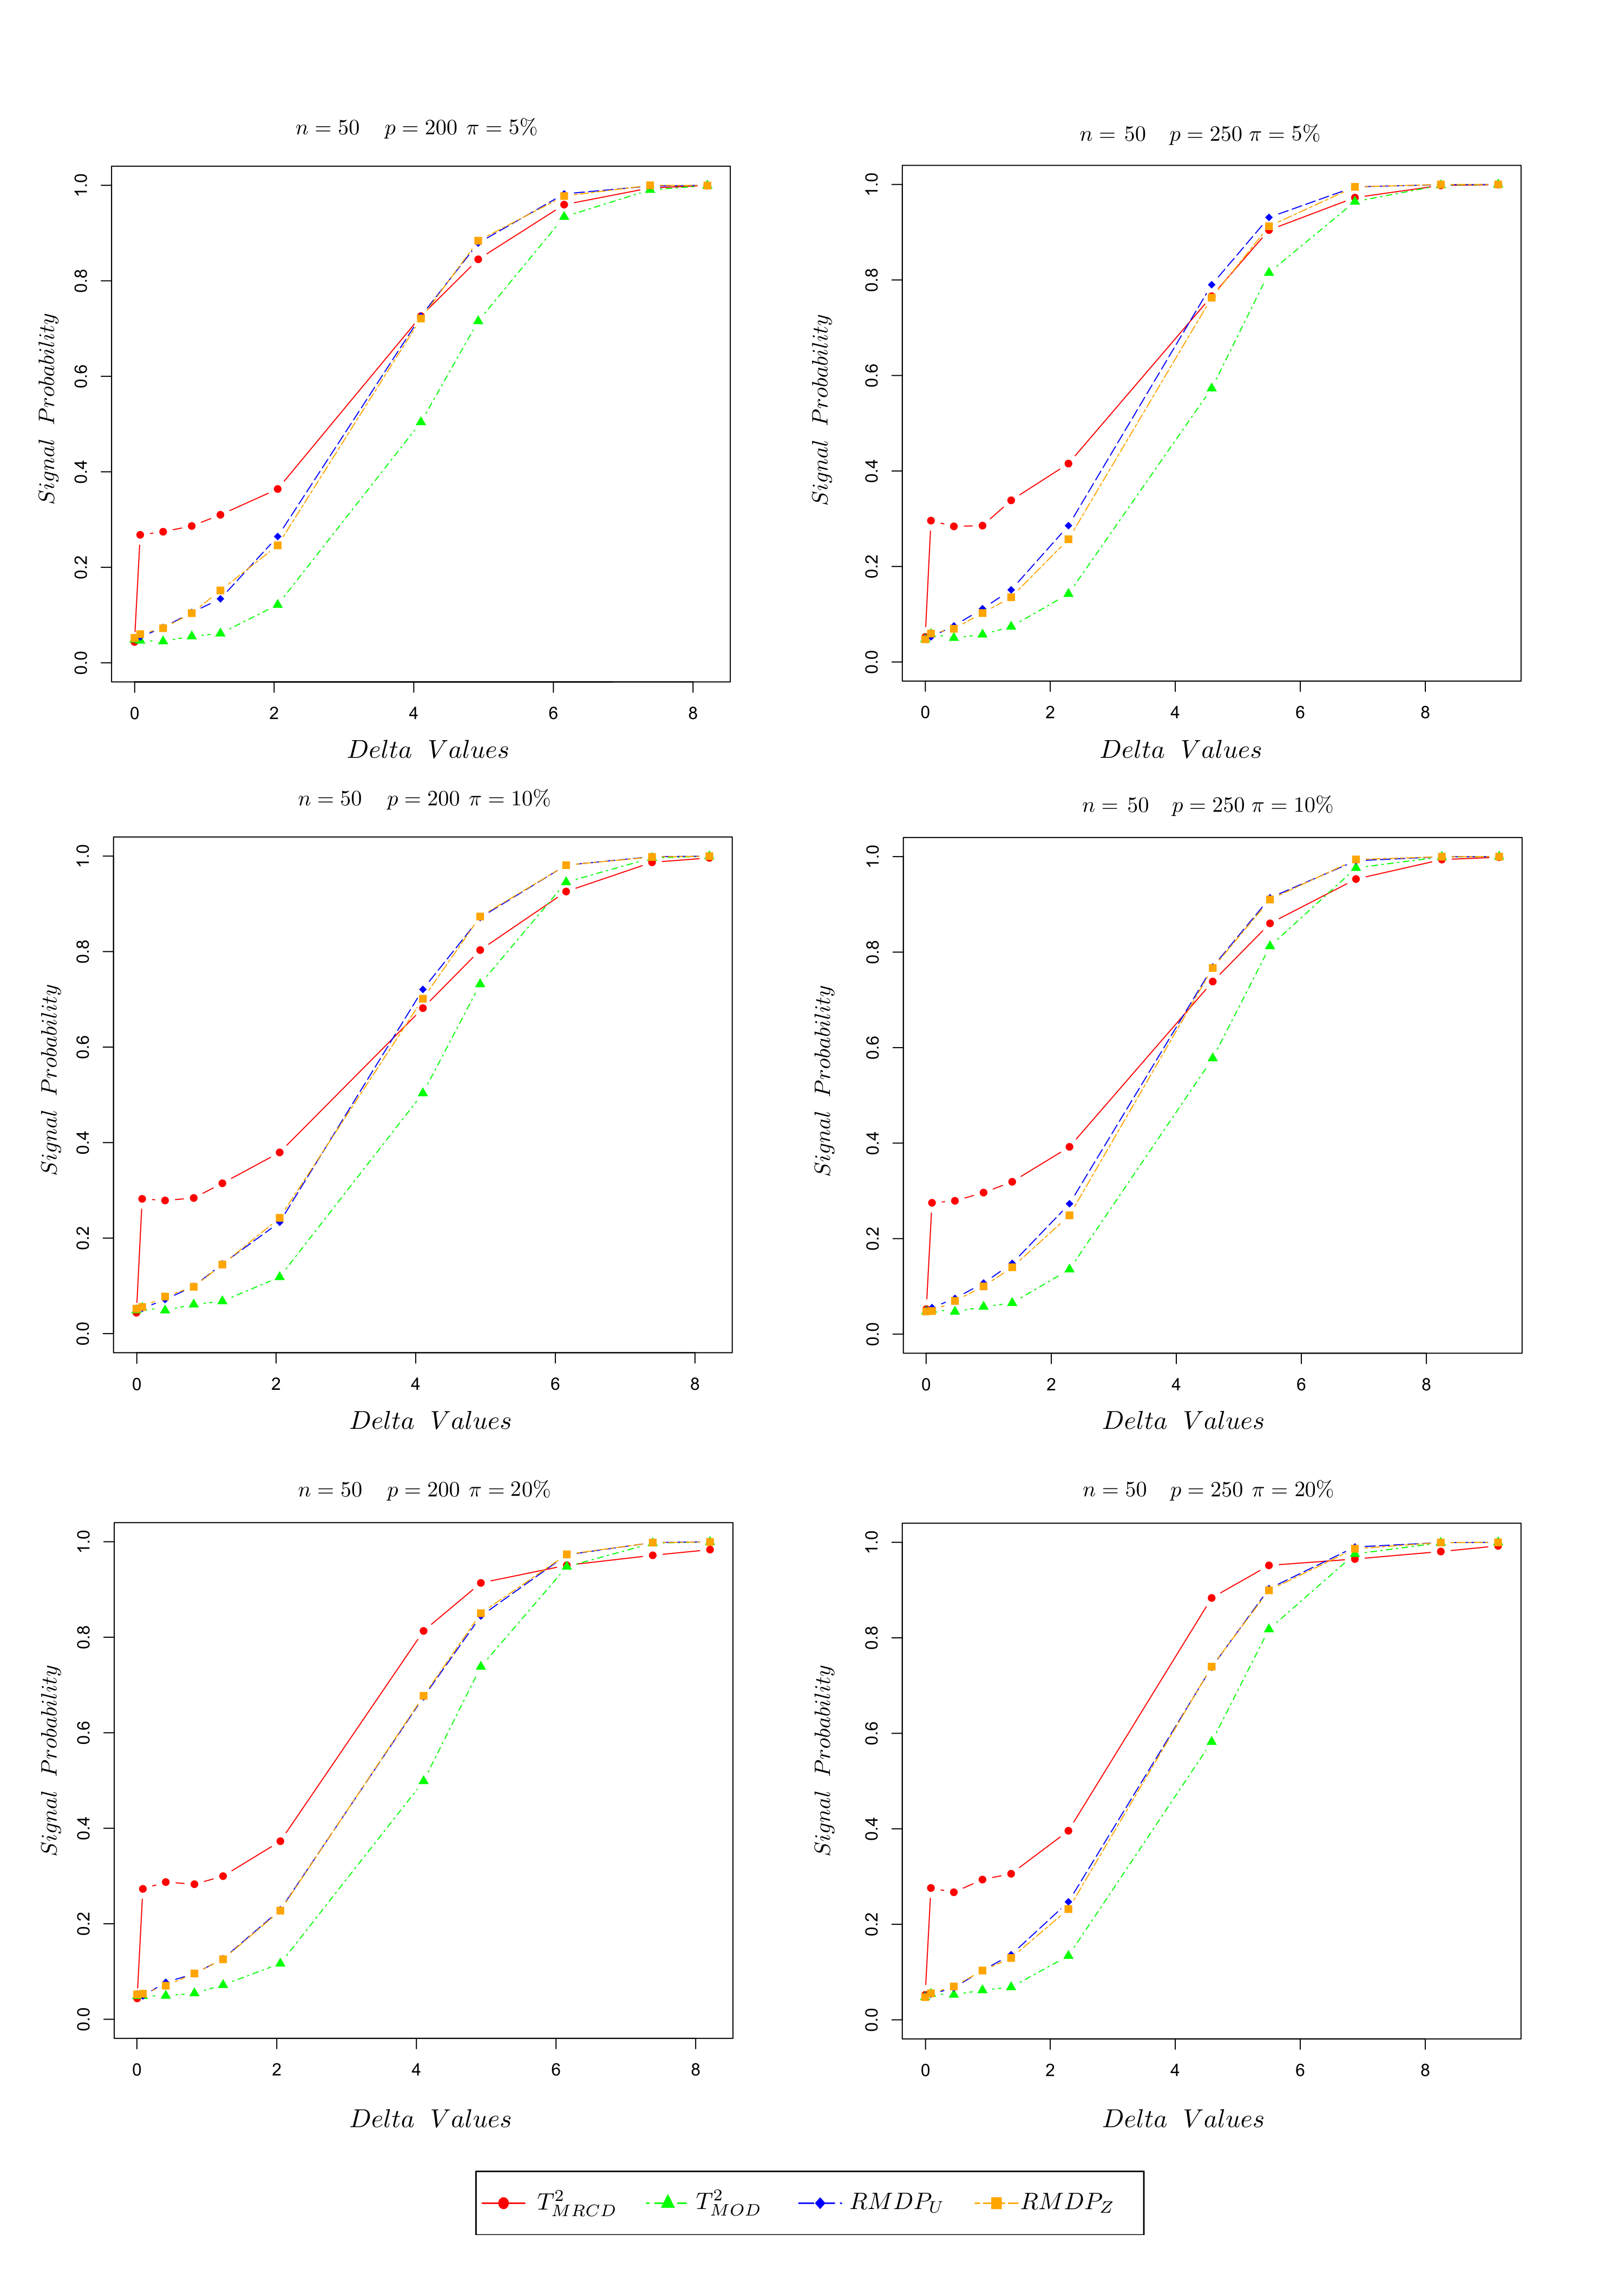 n = 50 p = 200 π = 5%
Signal Probability
0.0 0.2 0.4 0.6 0.8 1.0
0 2 4 6 8
Delta Values
n = 50 p = 250 π = 5%
Signal Probability
0.0 0.2 0.4 0.6 0.8 1.0
0 2 4 6 8
Delta Values
n = 50 p = 200 π = 10%
Signal Probability
0.0 0.2 0.4 0.6 0.8 1.0
0 2 4 6 8
Delta Values
n = 50 p = 250 π = 10%
Signal Probability
0.0 0.2 0.4 0.6 0.8 1.0
0 2 4 6 8
Delta Values
n = 50 p = 200 π = 20%
Signal Probability
0.0 0.2 0.4 0.6 0.8 1.0
0 2 4 6 8
Delta Values
n = 50 p = 250 π = 20%
Signal Probability
0.0 0.2 0.4 0.6 0.8 1.0
0 2 4 6 8
Delta Values
T²_MRCD T²_MOD RMDP_U RMDP_Z